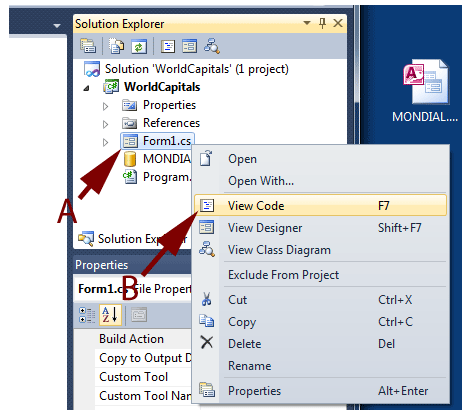 Solution Explorer
Solution 'WorldCapitals' (1 project)
WorldCapitals
Properties
References
Form1.cs
MONDIAL....
MONDIAL
Program.
Open
Open With...
A
View Code F7
View Designer Shift+F7
Solution Explorer
View Class Diagram
Properties
Exclude From Project
Form1.cs File Propert
B
Cut Ctrl+X
Copy Ctrl+C
Build Action
Delete Del
Copy to Output D
Rename
Custom Tool
Custom Tool Nam
Properties Alt+Enter